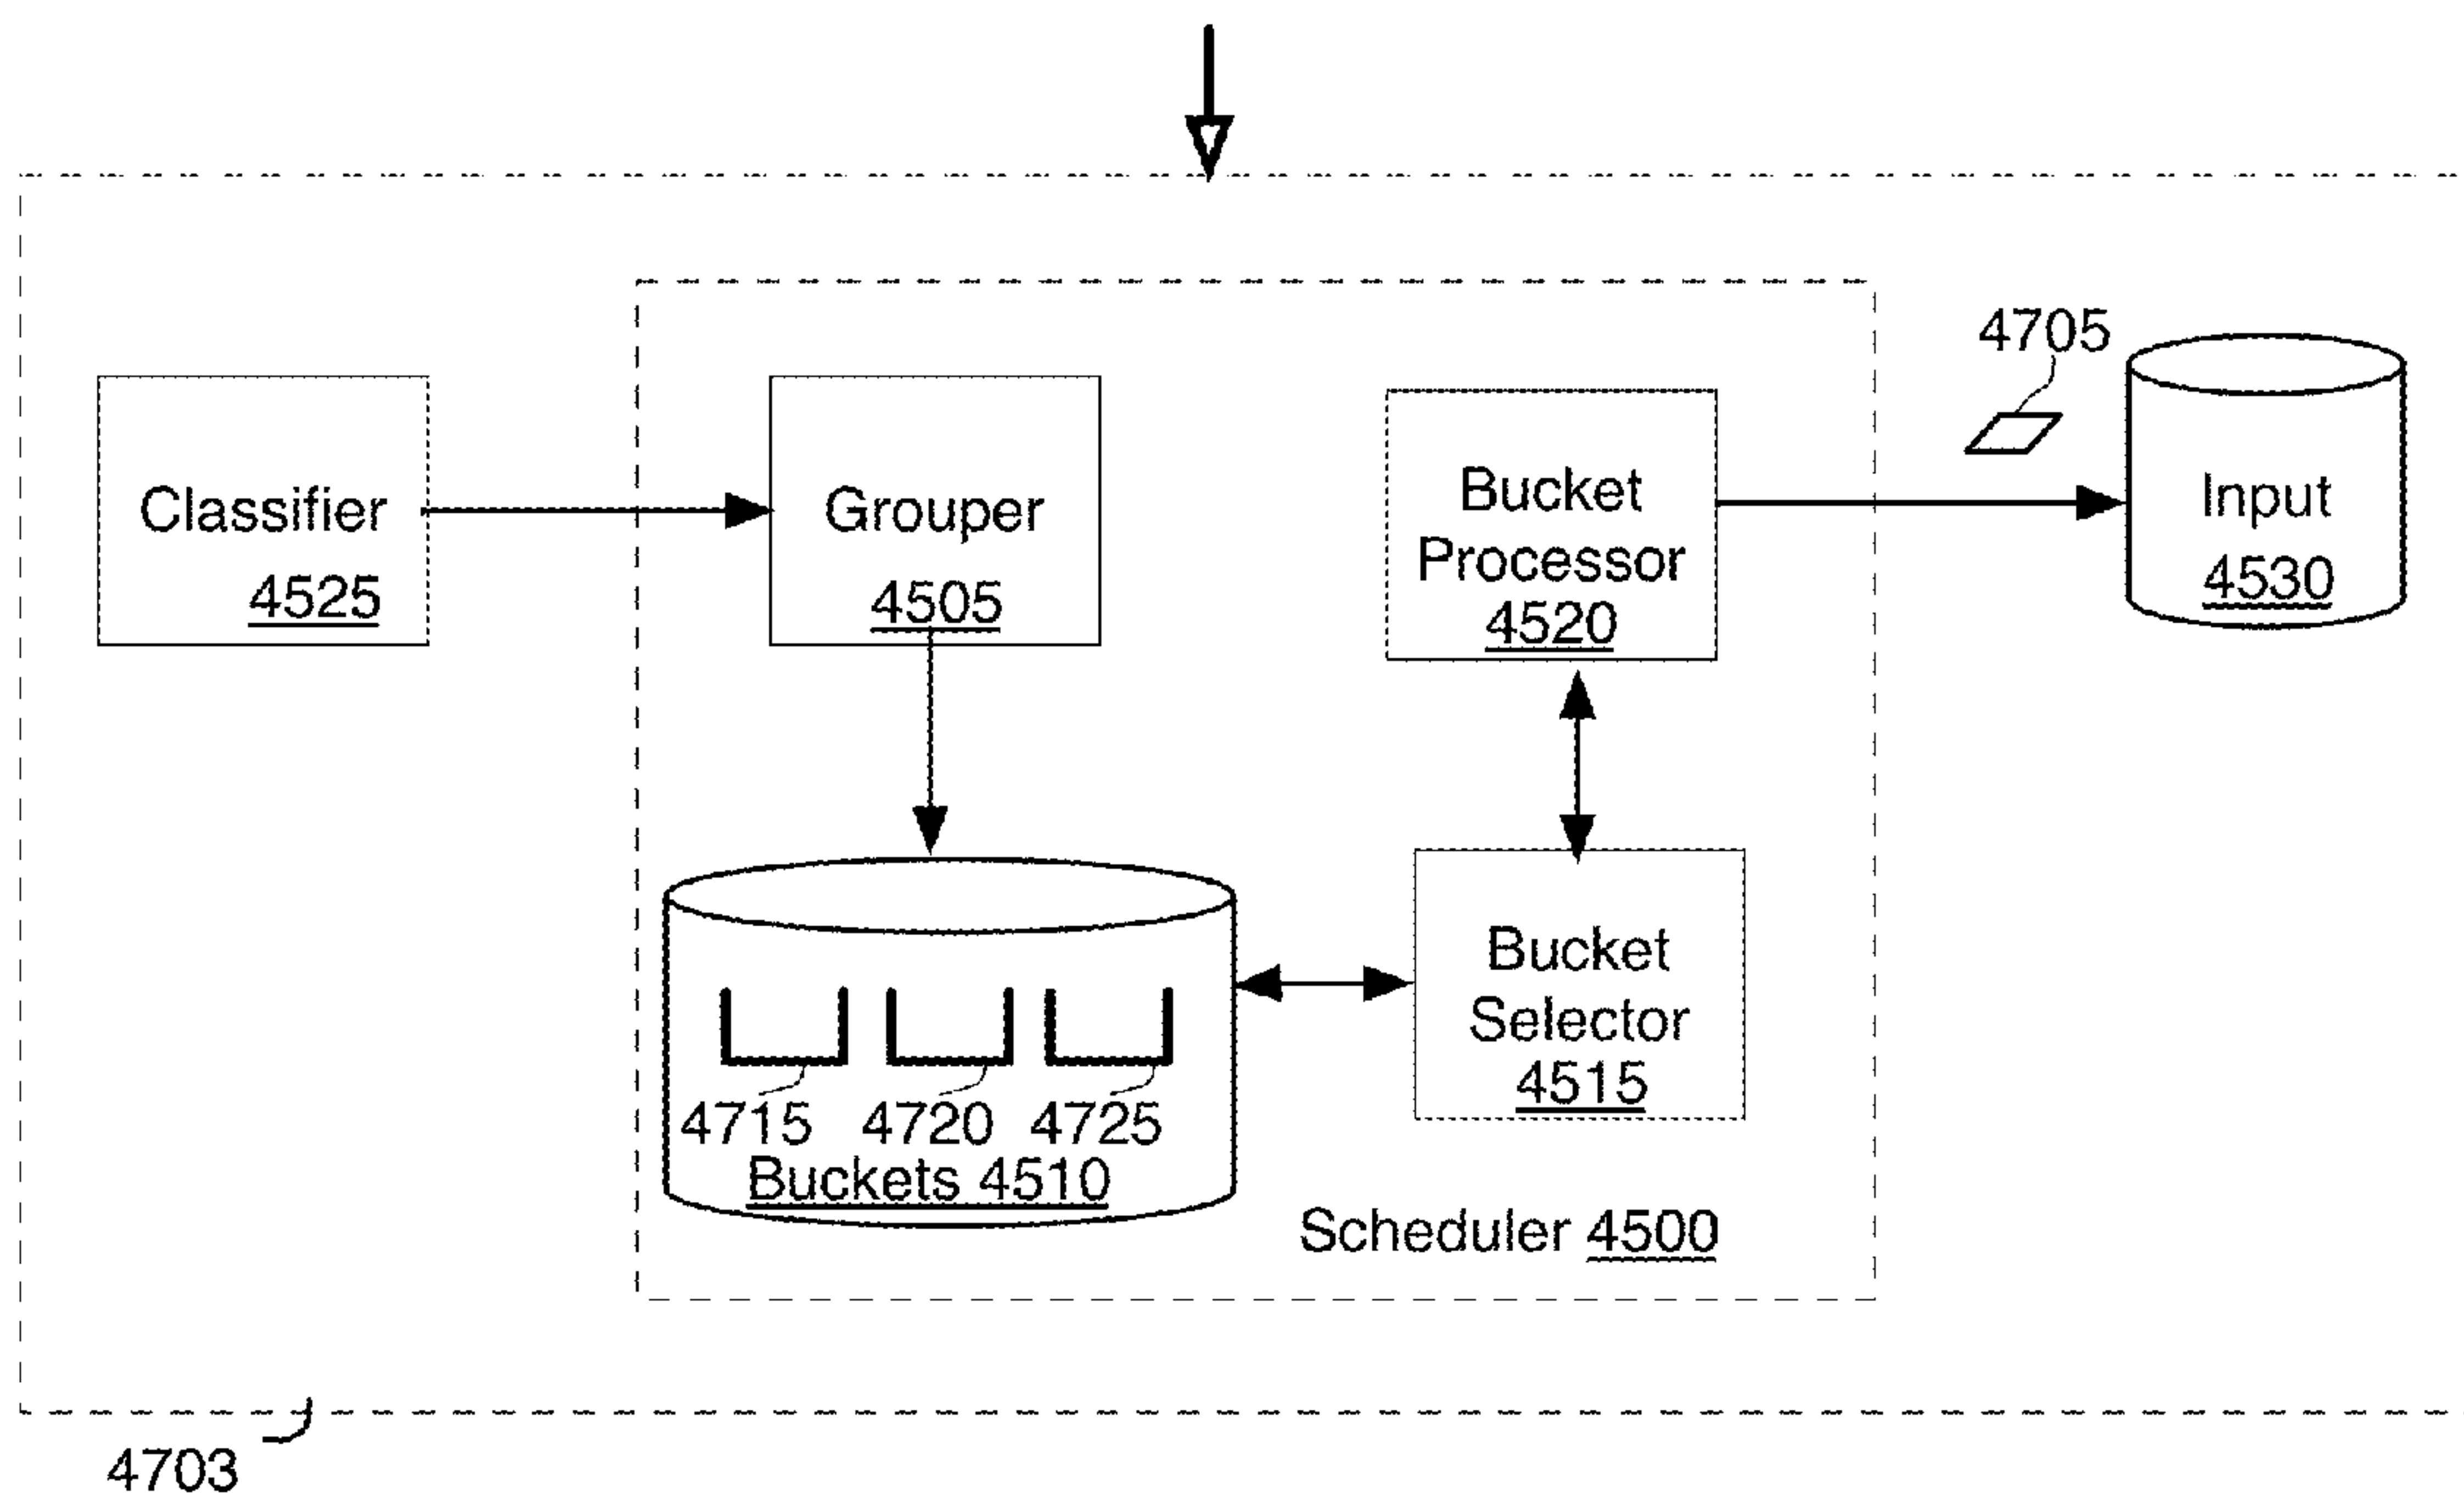 4705
Classifier
4525
Grouper
4505
Bucket
Processor
4520
Input
4530
Bucket
Selector
4515
4715 4720 4725
Buckets 4510
Scheduler 4500
4703